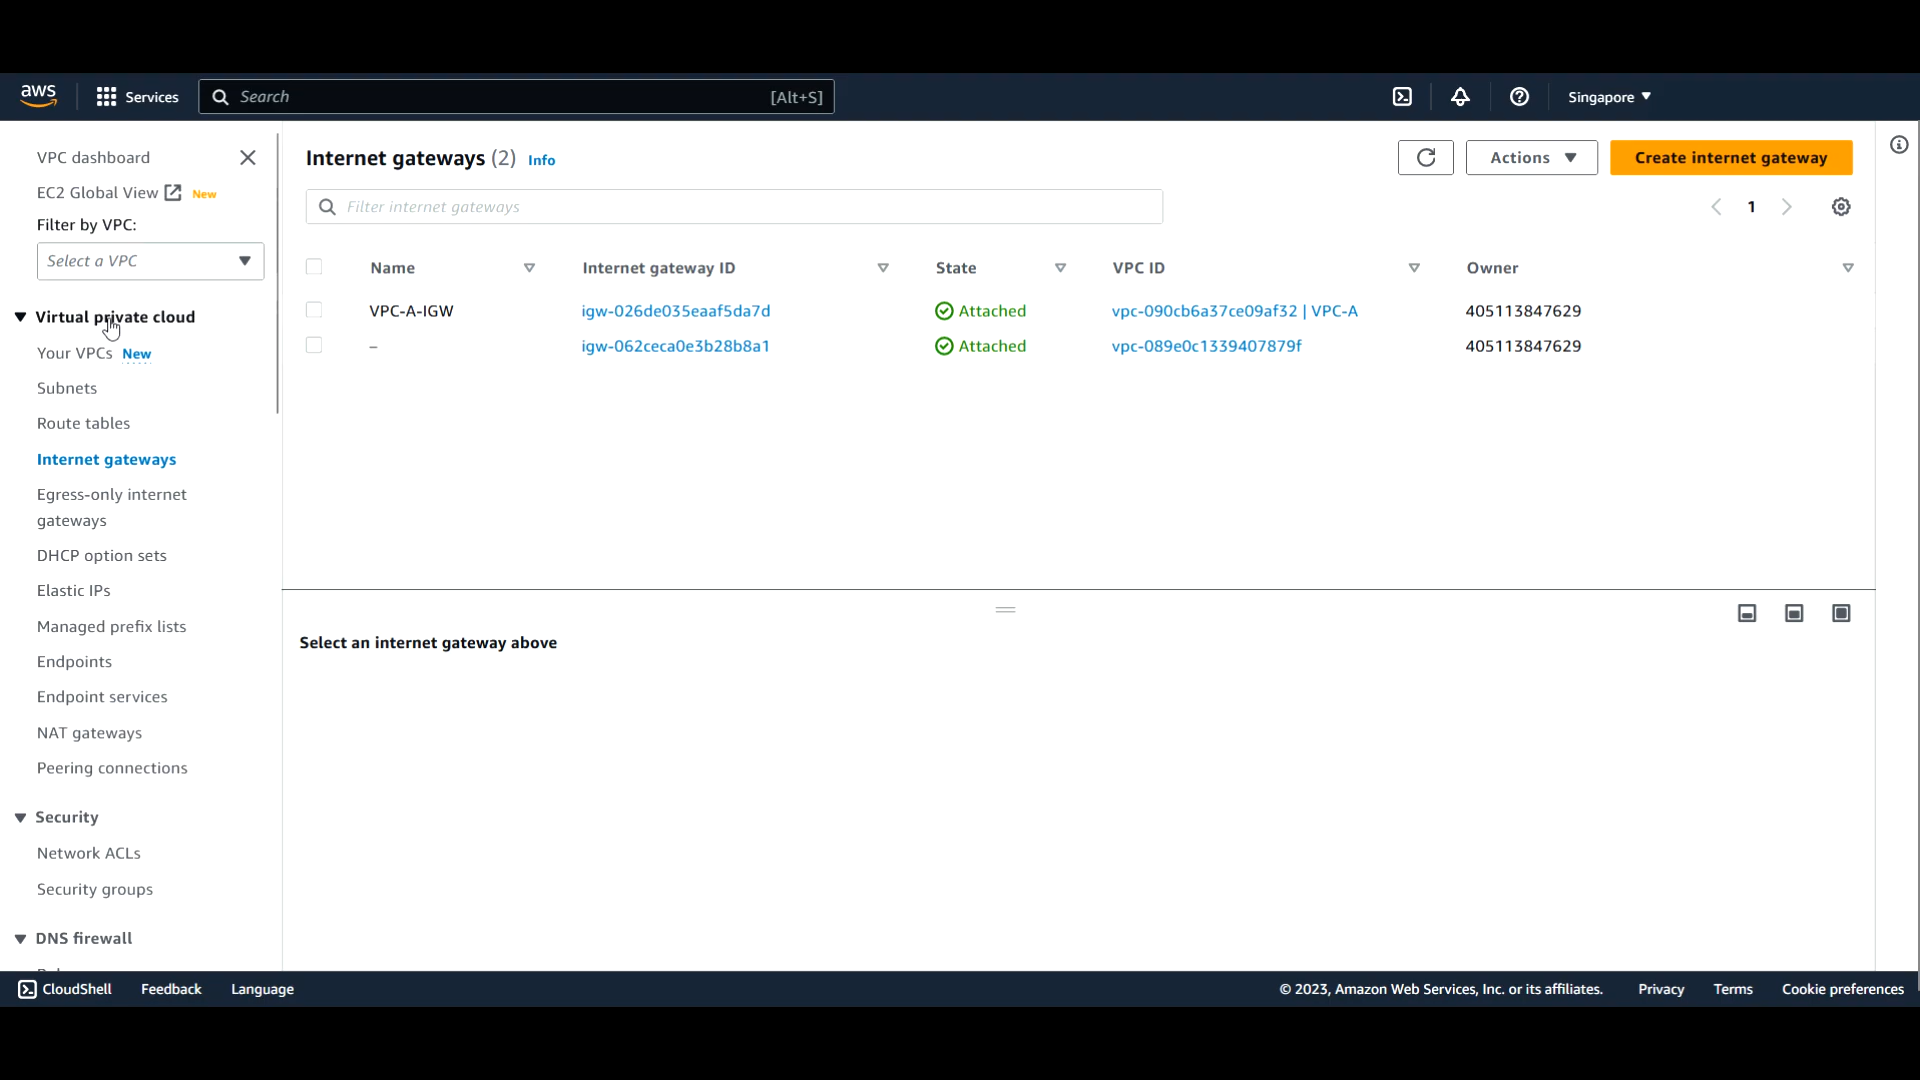 aws
Services
Search [Alt+S]
Singapore
VPC dashboard
EC2 Global View New
Filter by VPC:
Select a VPC
Virtual private cloud
Your VPCs New
Subnets
Route tables
Internet gateways
Egress-only internet
gateways
DHCP option sets
Elastic IPs
Managed prefix lists
Endpoints
Endpoint services
NAT gateways
Peering connections
Security
Network ACLs
Security groups
DNS firewall
Internet gateways (2) Info
Actions
Create internet gateway
Filter internet gateways
1
Name Internet gateway ID State VPC ID Owner
VPC-A-IGW igw-026de035eaaf5da7d Attached vpc-090cb6a37ce09af32 | VPC-A 405113847629
– igw-062ceca0e3b28b8a1 Attached vpc-089e0c1339407879f 405113847629
Select an internet gateway above
CloudShell Feedback Language
© 2023, Amazon Web Services, Inc. or its affiliates. Privacy Terms Cookie preferences